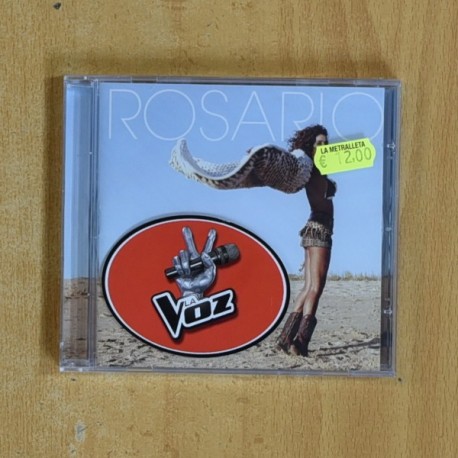 ROSARIO
LA METRALLETA
€ 12,00
LA
Voz